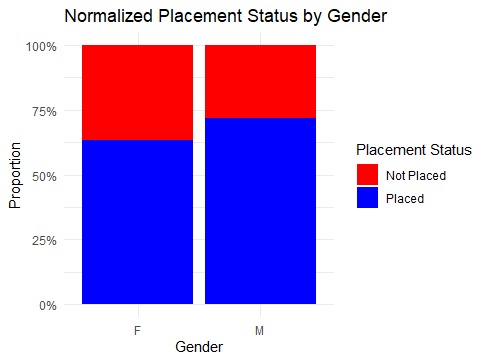 Normalized Placement Status by Gender
100%
75%
50%
25%
0%
Proportion
F
M
Gender
Placement Status
Not Placed
Placed